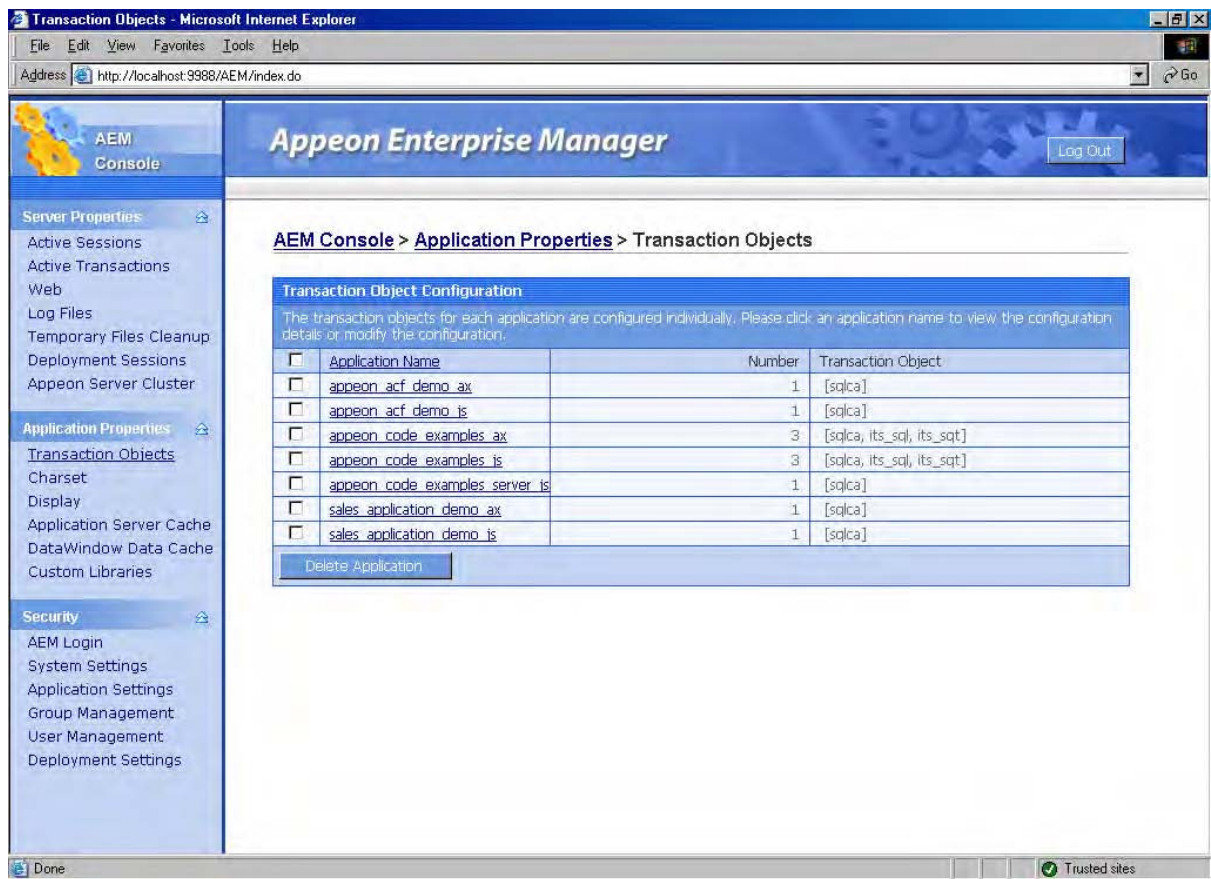 Transaction Objects - Microsoft Internet Explorer
File Edit View Favorites Tools Help
Address http://localhost:9988/AEM/index.do Go
AEM
Console
Appeon Enterprise Manager
Log Out
Server Properties
Active Sessions
Active Transactions
Web
Log Files
Temporary Files Cleanup
Deployment Sessions
Appeon Server Cluster
Application Properties
Transaction Objects
Charset
Display
Application Server Cache
DataWindow Data Cache
Custom Libraries
Security
AEM Login
System Settings
Application Settings
Group Management
User Management
Deployment Settings
AEM Console > Application Properties > Transaction Objects
Transaction Object Configuration
The transaction objects for each application are configured individually. Please click an application name to view the configuration
details or modify the configuration.
Application Name Number Transaction Object
appeon_acf_demo_ax 1 [sqlca]
appeon_acf_demo_js 1 [sqlca]
appeon_code_examples_ax 3 [sqlca, its_sql, its_sqt]
appeon_code_examples_js 3 [sqlca, its_sql, its_sqt]
appeon_code_examples_server_js 1 [sqlca]
sales_application_demo_ax 1 [sqlca]
sales_application_demo_js 1 [sqlca]
Delete Application
Done Trusted sites